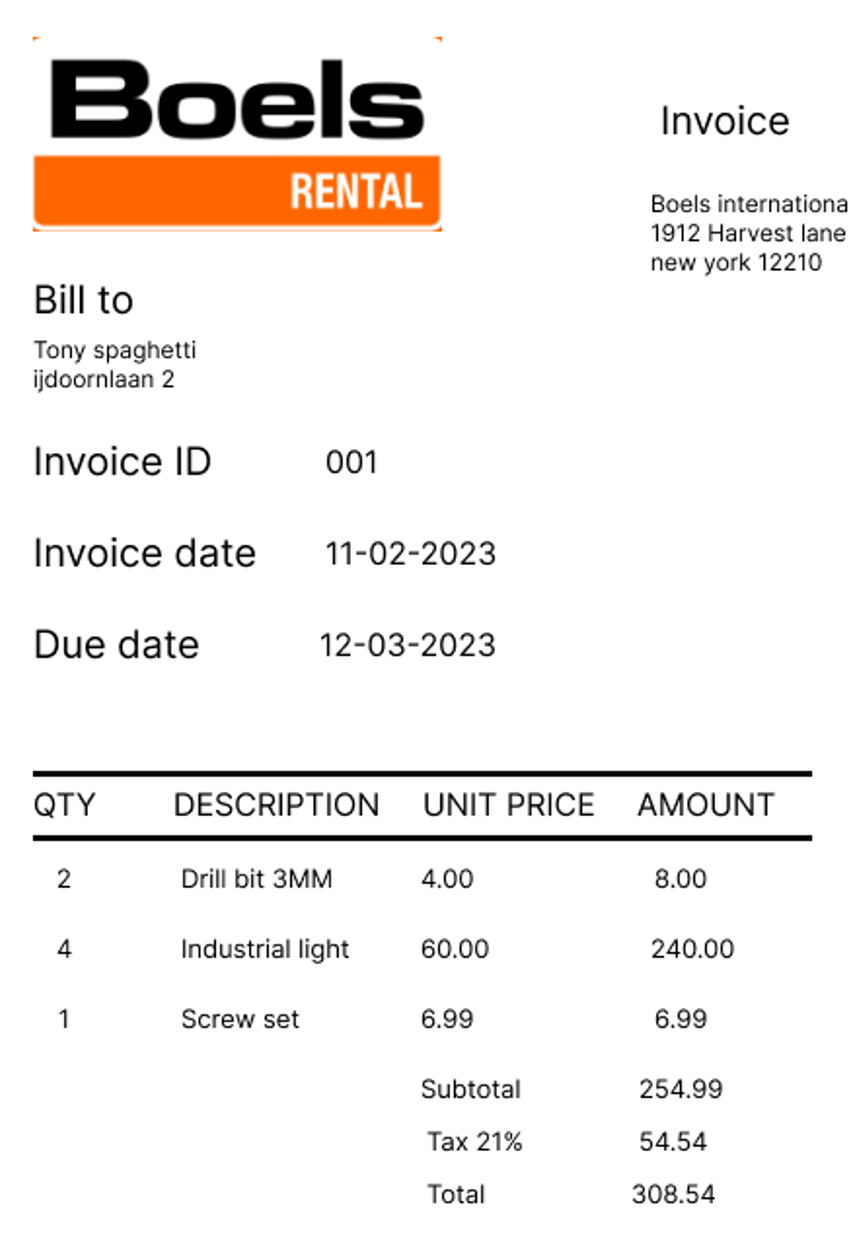 Boels
RENTAL
Invoice
Boels internationa
1912 Harvest lane
new york 12210
Bill to
Tony spaghetti
ijdoornlaan 2
Invoice ID 001
Invoice date 11-02-2023
Due date 12-03-2023
QTY DESCRIPTION UNIT PRICE AMOUNT
2 Drill bit 3MM 4.00 8.00
4 Industrial light 60.00 240.00
1 Screw set 6.99 6.99
Subtotal 254.99
Tax 21% 54.54
Total 308.54